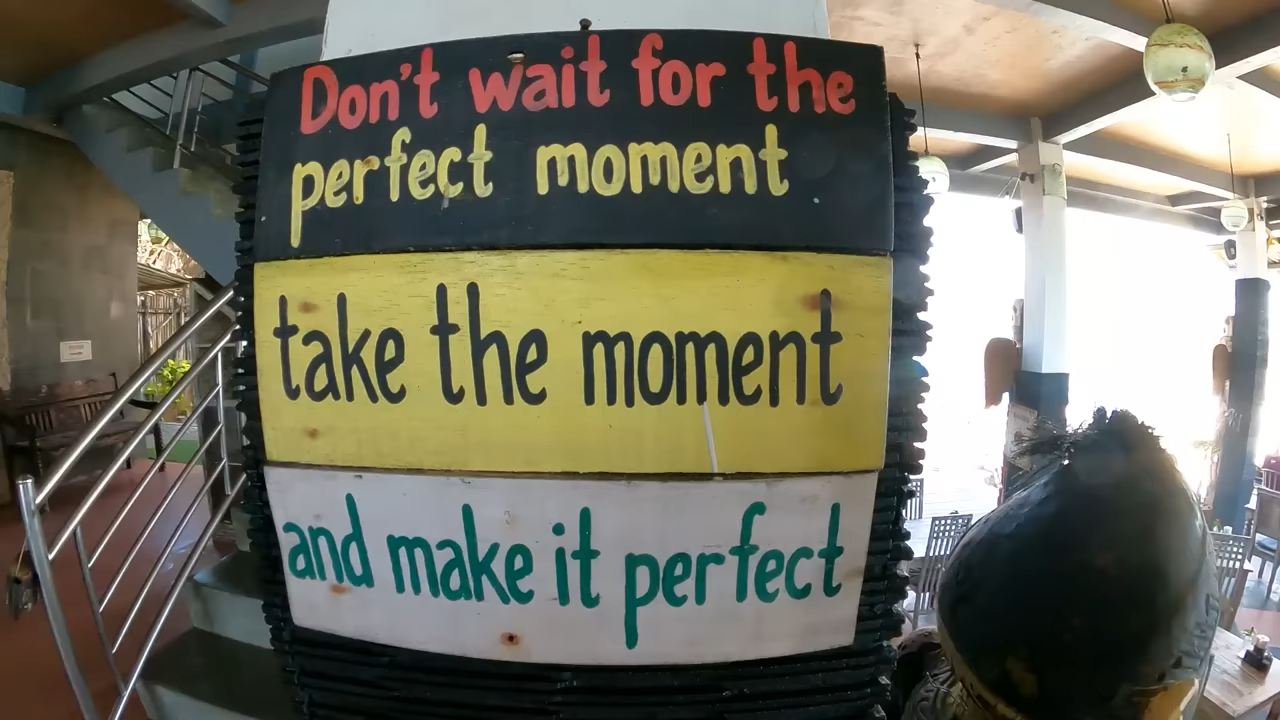 Don't wait for the
perfect moment
take the moment
and make it perfect